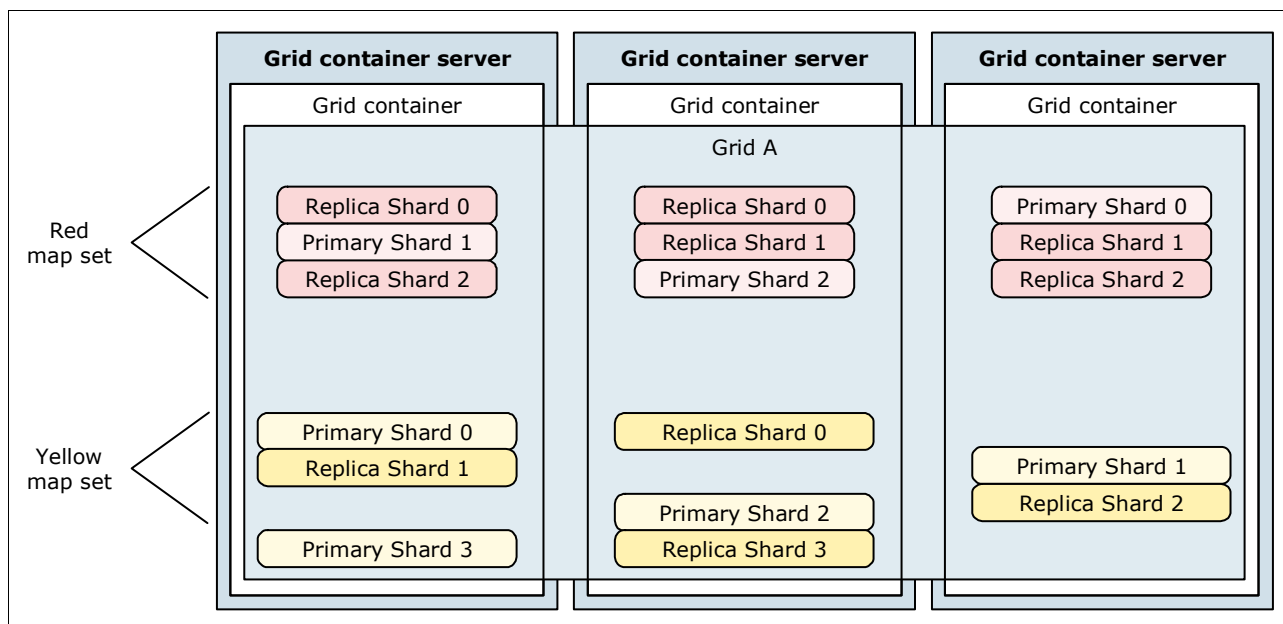 Grid container server
Grid container server
Grid container server
Grid container
Grid container
Grid container
Grid A
Red
map set
Replica Shard 0
Primary Shard 1
Replica Shard 2
Replica Shard 0
Replica Shard 1
Primary Shard 2
Primary Shard 0
Replica Shard 1
Replica Shard 2
Yellow
map set
Primary Shard 0
Replica Shard 1
Primary Shard 3
Replica Shard 0
Primary Shard 2
Replica Shard 3
Primary Shard 1
Replica Shard 2